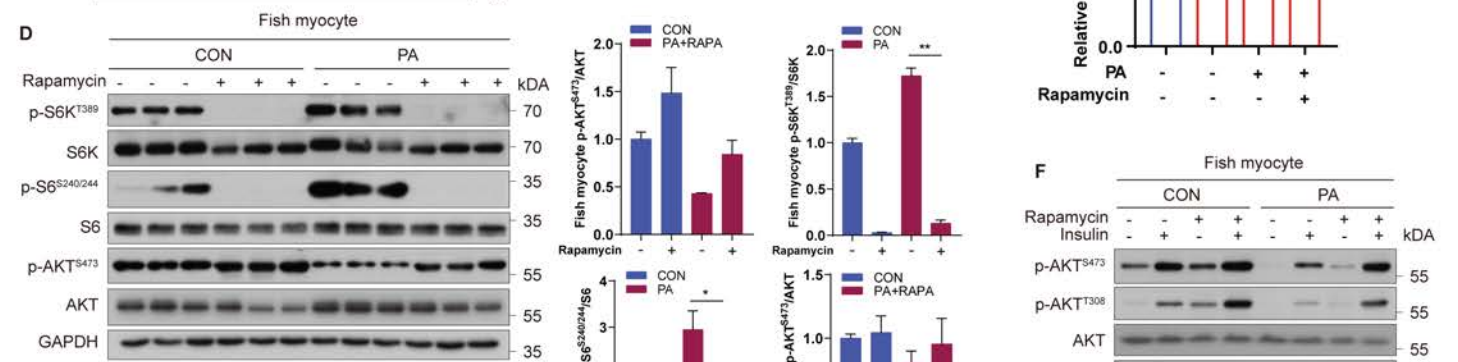 D
Fish myocyte
CON PA
Rapamycin - - - + + + - - - + + + kDA
p-S6K^T389 70
S6K 70
p-S6^S240/244 35
S6 35
p-AKT^S473 55
AKT 55
GAPDH 35
CON
PA+RAPA
Fish myocyte p-AKT^S473/AKT
2.0
1.5
1.0
0.5
0.0
Rapamycin - + - +
CON
PA
**
Fish myocyte p-S6K^T389/S6K
2.0
1.5
1.0
0.5
0.0
Rapamycin - + - +
CON
PA
*
S6^S240/244/S6
4
3
CON
PA+RAPA
p-AKT^S473/AKT
1.5
1.0
Relative
0.0
PA - - + +
Rapamycin - - - +
F
Fish myocyte
CON PA
Rapamycin - - + + - - + +
Insulin - + - + - + - + kDA
p-AKT^S473 55
p-AKT^T308 55
AKT 55